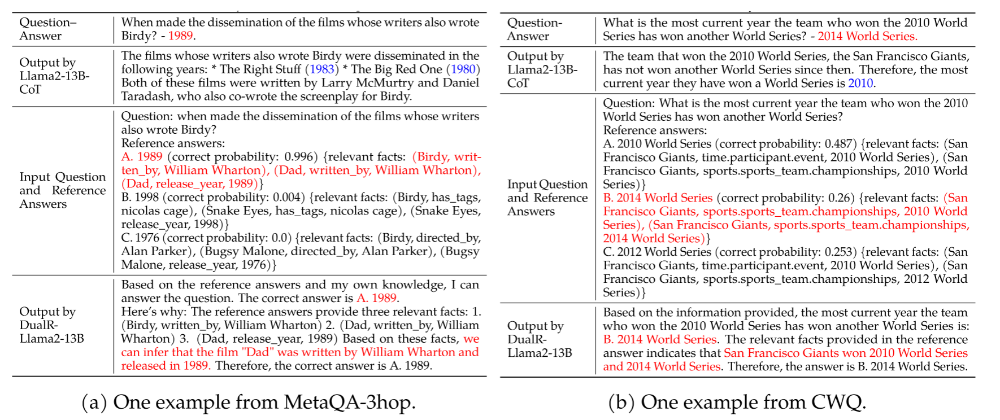 Question–
Answer
When made the dissemination of the films whose writers also wrote
Birdy? - 1989.
Output by
Llama2-13B-
CoT
The films whose writers also wrote Birdy were disseminated in the
following years: * The Right Stuff (1983) * The Big Red One (1980)
Both of these films were written by Larry McMurtry and Daniel
Taradash, who also co-wrote the screenplay for Birdy.
Input Question
and Reference
Answers
Question: when made the dissemination of the films whose writers
also wrote Birdy?
Reference answers:
A. 1989 (correct probability: 0.996) {relevant facts: (Birdy, writ-
ten_by, William Wharton), (Dad, written_by, William Wharton),
(Dad, release_year, 1989)}
B. 1998 (correct probability: 0.004) {relevant facts: (Birdy, has_tags,
nicolas cage), (Snake Eyes, has_tags, nicolas cage), (Snake Eyes,
release_year, 1998)}
C. 1976 (correct probability: 0.0) {relevant facts: (Birdy, directed_by,
Alan Parker), (Bugsy Malone, directed_by, Alan Parker), (Bugsy
Malone, release_year, 1976)}
Output by
DualR-
Llama2-13B
Based on the reference answers and my own knowledge, I can
answer the question. The correct answer is A. 1989.
Here's why: The reference answers provide three relevant facts: 1.
(Birdy, written_by, William Wharton) 2. (Dad, written_by, William
Wharton) 3. (Dad, release_year, 1989) Based on these facts, we
can infer that the film "Dad" was written by William Wharton and
released in 1989. Therefore, the correct answer is A. 1989.
(a) One example from MetaQA-3hop.
Question-
Answer
What is the most current year the team who won the 2010 World
Series has won another World Series? - 2014 World Series.
Output by
Llama2-13B-
CoT
The team that won the 2010 World Series, the San Francisco Giants,
has not won another World Series since then. Therefore, the most
current year they have won a World Series is 2010.
Input Question
and Reference
Answers
Question: What is the most current year the team who won the 2010
World Series has won another World Series?
Reference answers:
A. 2010 World Series (correct probability: 0.487) {relevant facts: (San
Francisco Giants, time.participant.event, 2010 World Series), (San
Francisco Giants, sports.sports_team.championships, 2010 World
Series)}
B. 2014 World Series (correct probability: 0.26) {relevant facts: (San
Francisco Giants, sports.sports_team.championships, 2010 World
Series), (San Francisco Giants, sports.sports_team.championships,
2014 World Series)}
C. 2012 World Series (correct probability: 0.253) {relevant facts: (San
Francisco Giants, time.participant.event, 2010 World Series), (San
Francisco Giants, sports.sports_team.championships, 2012 World
Series)}
Output by
DualR-
Llama2-13B
Based on the information provided, the most current year the team
who won the 2010 World Series has won another World Series is:
B. 2014 World Series. The relevant facts provided in the reference
answer indicates that San Francisco Giants won 2010 World Series
and 2014 World Series. Therefore, the answer is B. 2014 World Series.
(b) One example from CWQ.